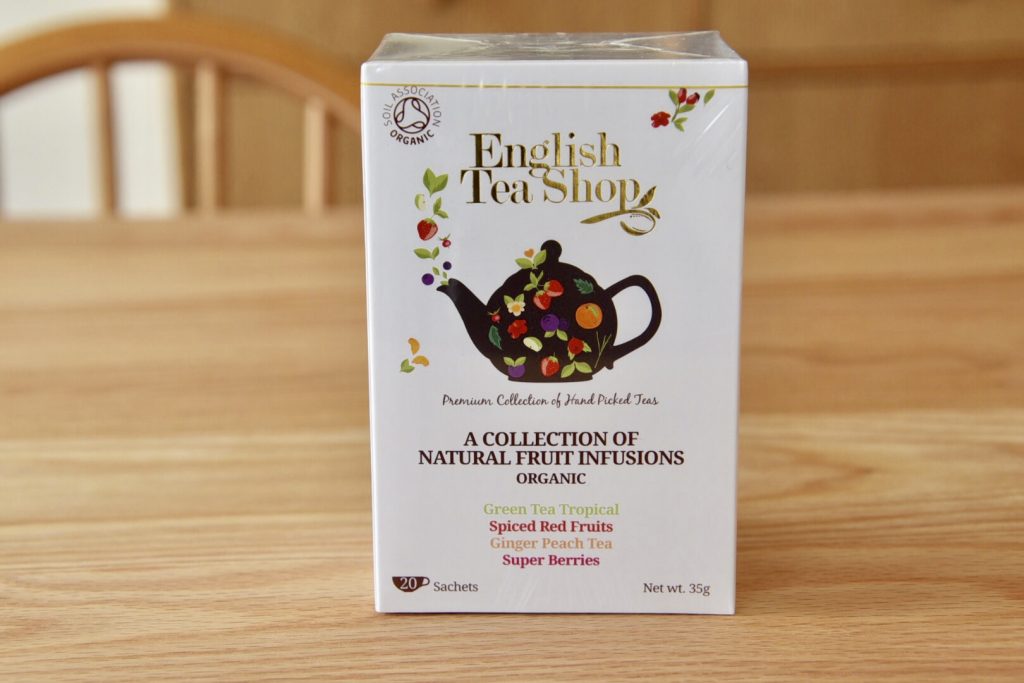 SOIL ASSOCIATION
ORGANIC
English
Tea Shop
Premium Collection of Hand Picked Teas
A COLLECTION OF
NATURAL FRUIT INFUSIONS
ORGANIC
Green Tea Tropical
Spiced Red Fruits
Ginger Peach Tea
Super Berries
20 Sachets
Net wt. 35g